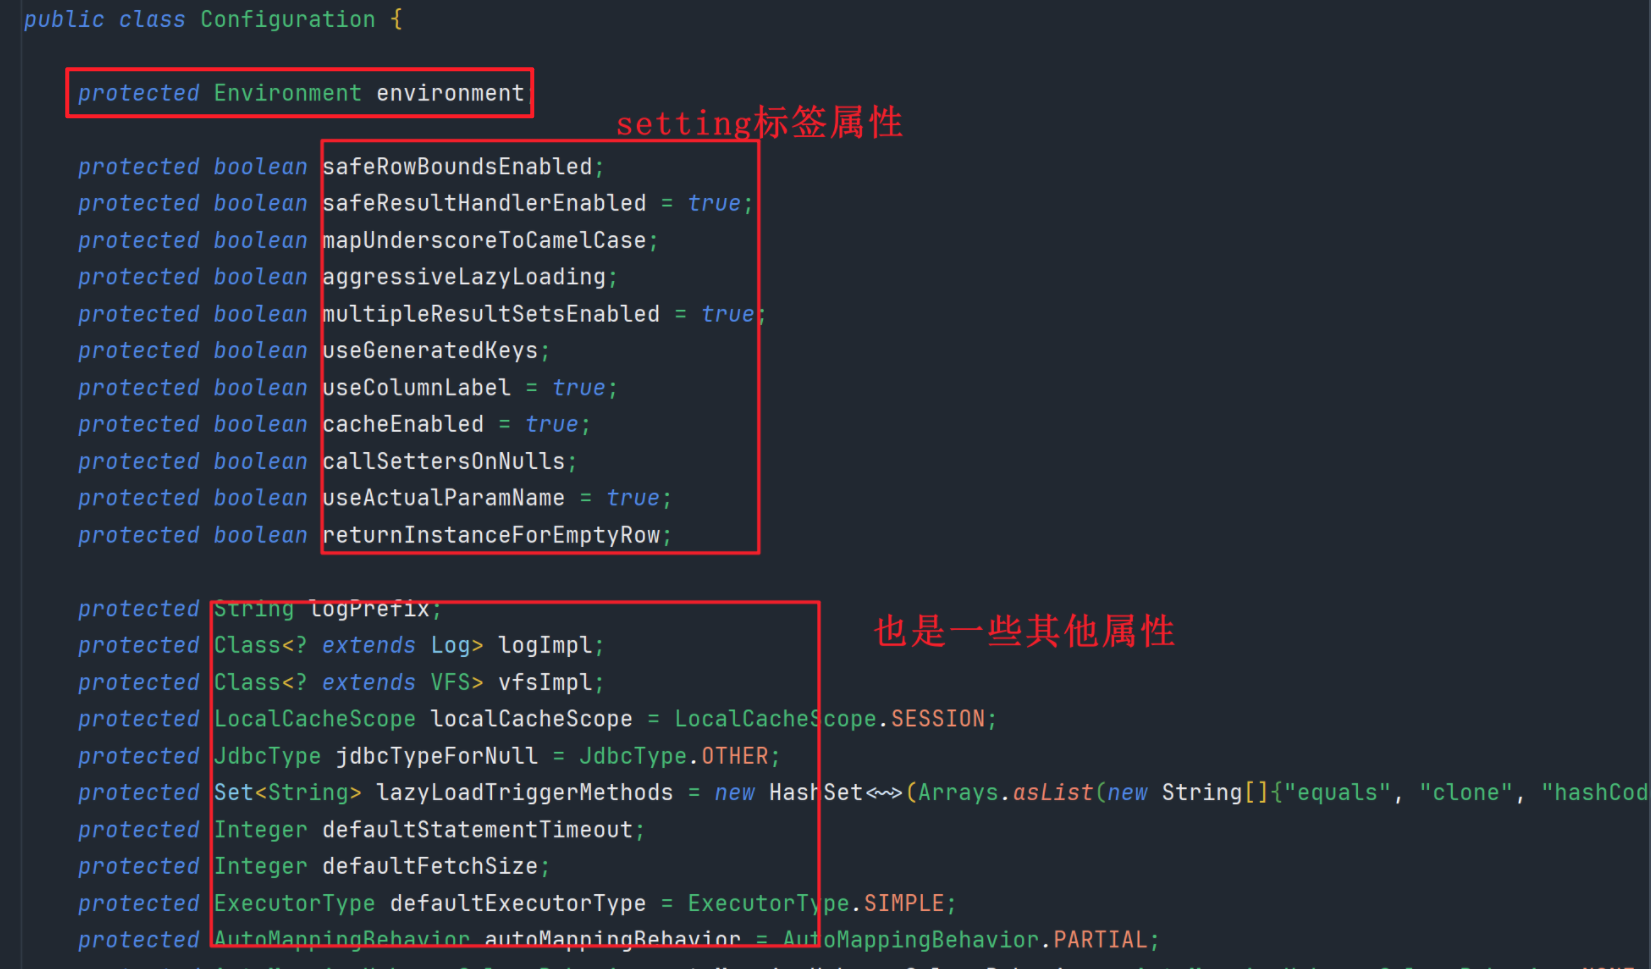 public class Configuration {
protected Environment environment;
setting标签属性
protected boolean safeRowBoundsEnabled;
protected boolean safeResultHandlerEnabled = true;
protected boolean mapUnderscoreToCamelCase;
protected boolean aggressiveLazyLoading;
protected boolean multipleResultSetsEnabled = true;
protected boolean useGeneratedKeys;
protected boolean useColumnLabel = true;
protected boolean cacheEnabled = true;
protected boolean callSettersOnNulls;
protected boolean useActualParamName = true;
protected boolean returnInstanceForEmptyRow;
protected String logPrefix;
也是一些其他属性
protected Class<? extends Log> logImpl;
protected Class<? extends VFS> vfsImpl;
protected LocalCacheScope localCacheScope = LocalCacheScope.SESSION;
protected JdbcType jdbcTypeForNull = JdbcType.OTHER;
protected Set<String> lazyLoadTriggerMethods = new HashSet<~>(Arrays.asList(new String[]{"equals", "clone", "hashCod
protected Integer defaultStatementTimeout;
protected Integer defaultFetchSize;
protected ExecutorType defaultExecutorType = ExecutorType.SIMPLE;
protected AutoMappingBehavior autoMappingBehavior = AutoMappingBehavior.PARTIAL;